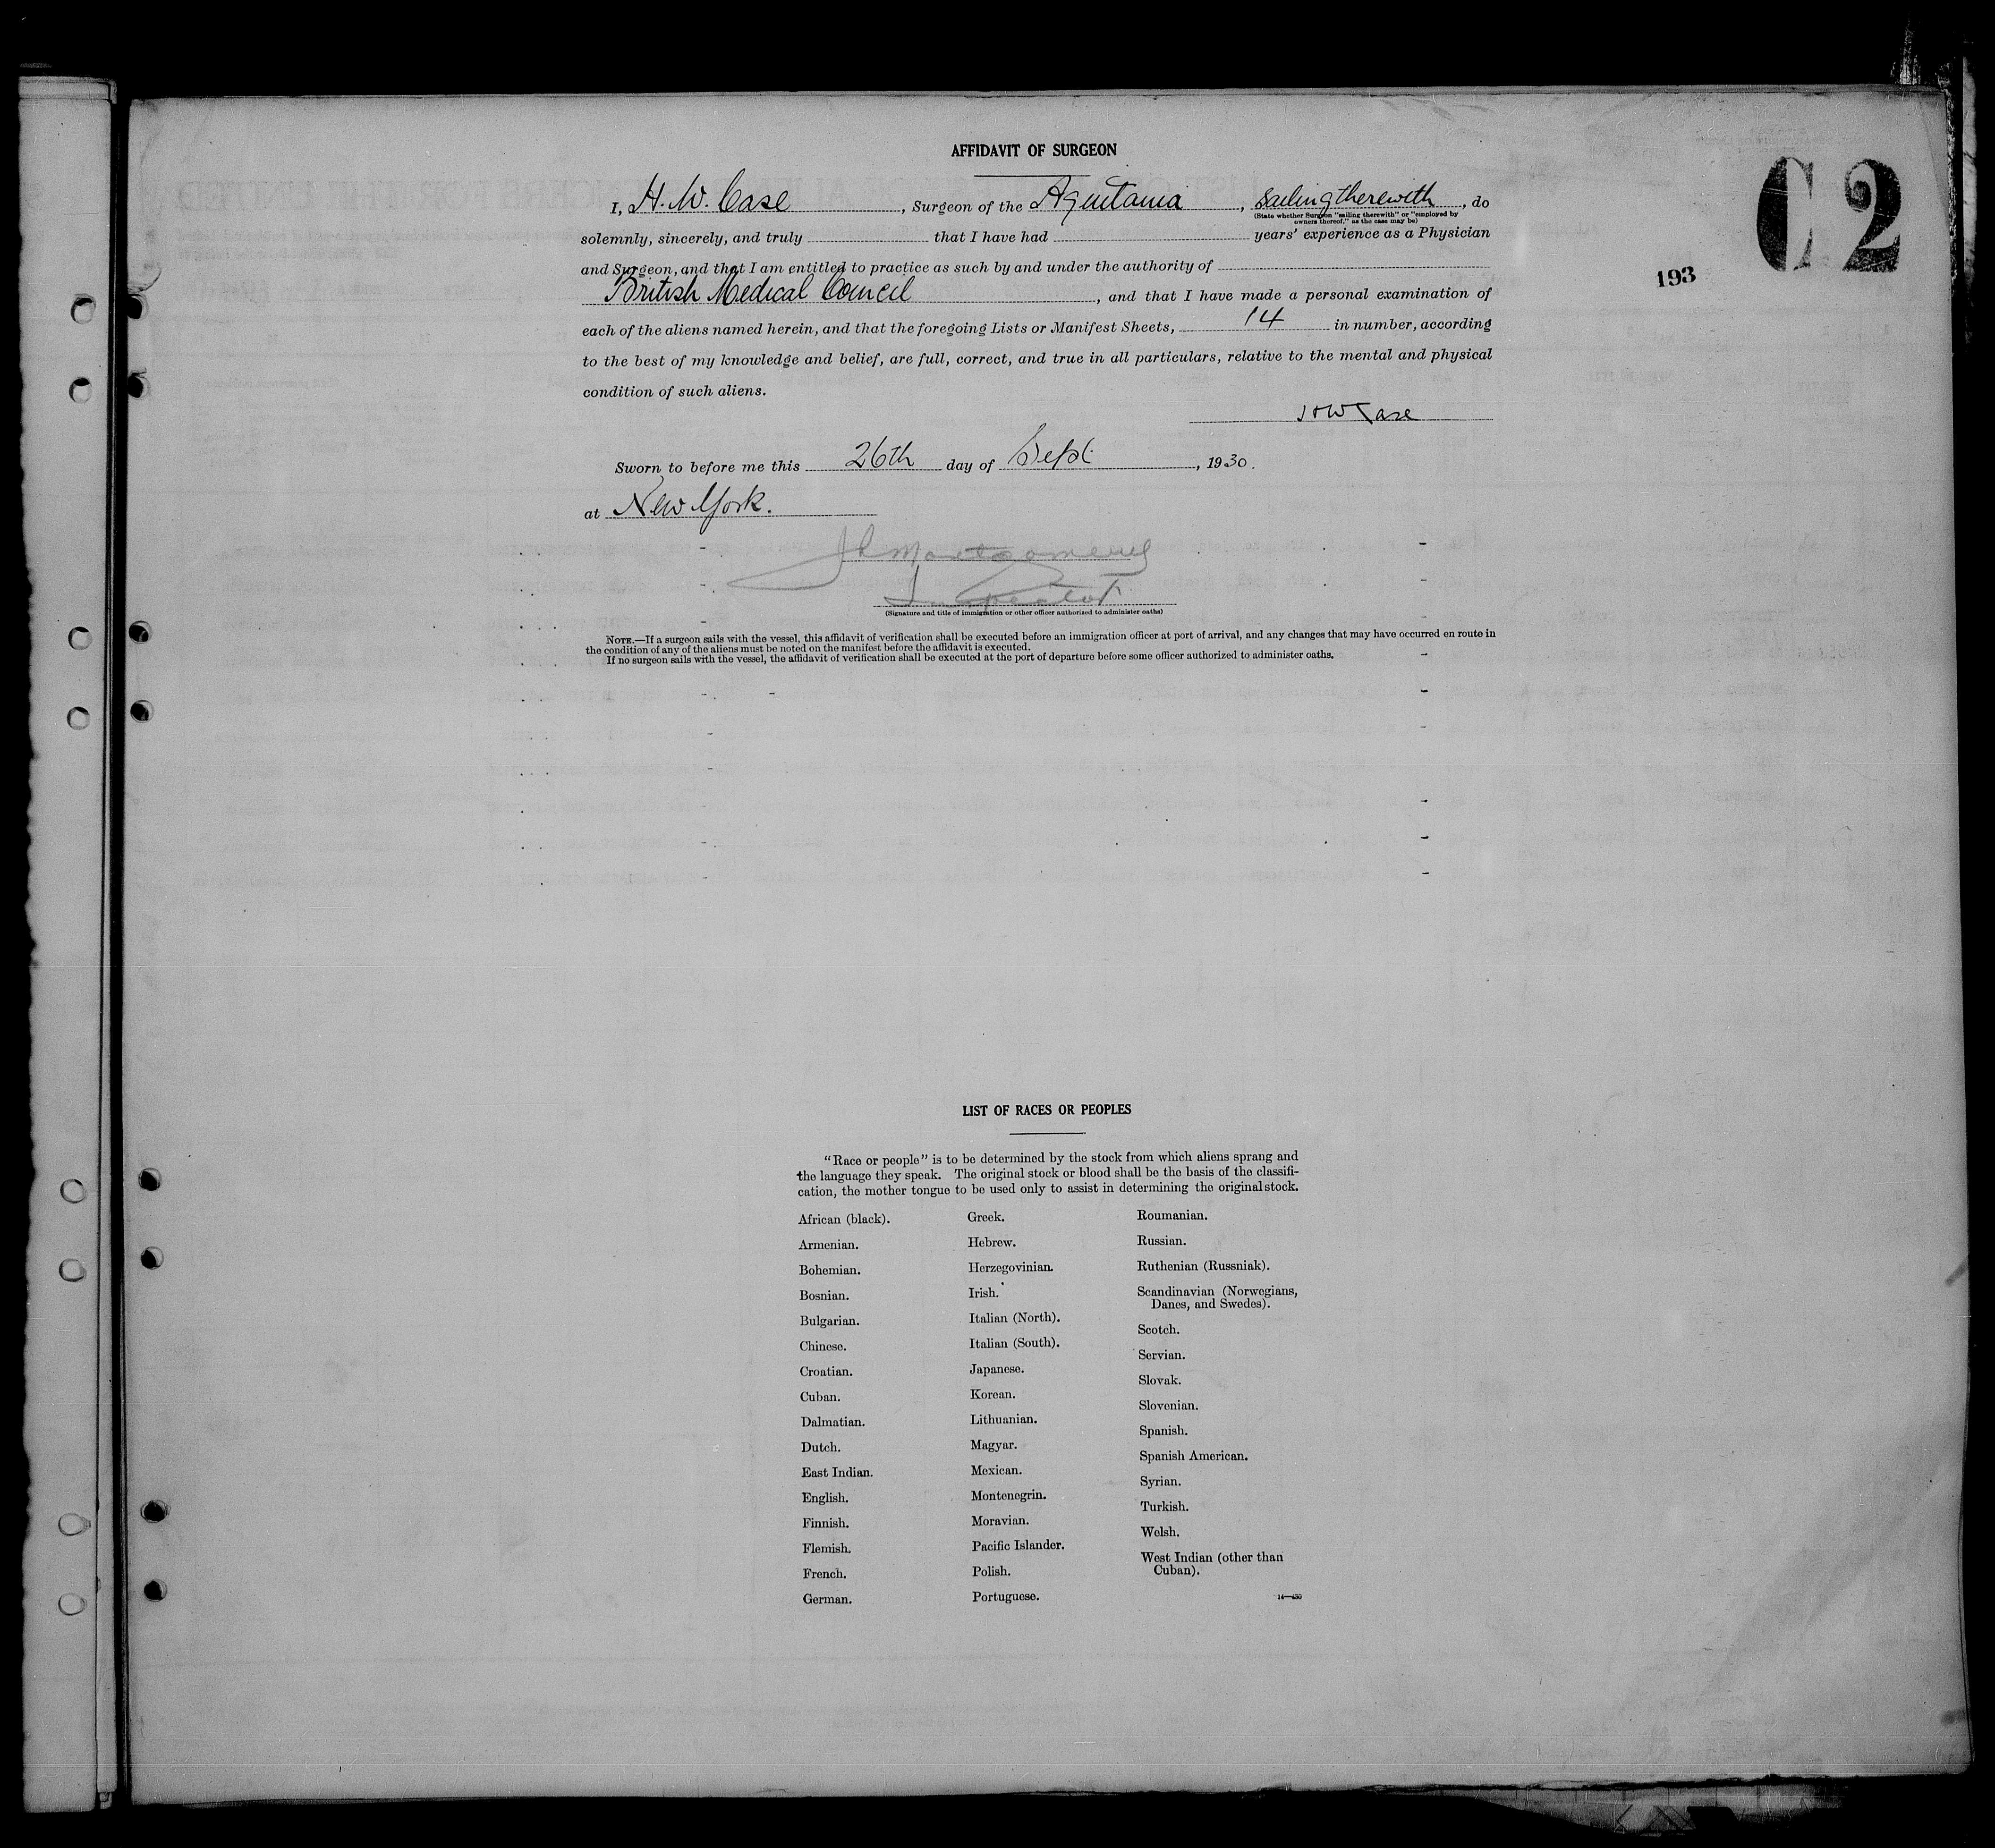 AFFIDAVIT OF SURGEON
C2
193
I, H. W. Case, Surgeon of the Aquitania, sailing therewith, do
(State whether Surgeon "sailing therewith" or "employed by
owners thereof," as the case may be)
solemnly, sincerely, and truly that I have had years' experience as a Physician
and Surgeon, and that I am entitled to practice as such by and under the authority of
British Medical Council, and that I have made a personal examination of
each of the aliens named herein, and that the foregoing Lists or Manifest Sheets, 14 in number, according
to the best of my knowledge and belief, are full, correct, and true in all particulars, relative to the mental and physical
condition of such aliens.
HW Case
Sworn to before me this 26th day of Sept., 1930.
at New York.
Montgomery
Inspector
(Signature and title of immigration or other officer authorized to administer oaths)
NOTE.—If a surgeon sails with the vessel, this affidavit of verification shall be executed before an immigration officer at port of arrival, and any changes that may have occurred en route in
the condition of any of the aliens must be noted on the manifest before the affidavit is executed.
If no surgeon sails with the vessel, the affidavit of verification shall be executed at the port of departure before some officer authorized to administer oaths.
LIST OF RACES OR PEOPLES
"Race or people" is to be determined by the stock from which aliens sprang and
the language they speak. The original stock or blood shall be the basis of the classifi-
cation, the mother tongue to be used only to assist in determining the original stock.
African (black).
Armenian.
Bohemian.
Bosnian.
Bulgarian.
Chinese.
Croatian.
Cuban.
Dalmatian.
Dutch.
East Indian.
English.
Finnish.
Flemish.
French.
German.
Greek.
Hebrew.
Herzegovinian.
Irish.
Italian (North).
Italian (South).
Japanese.
Korean.
Lithuanian.
Magyar.
Mexican.
Montenegrin.
Moravian.
Pacific Islander.
Polish.
Portuguese.
Roumanian.
Russian.
Ruthenian (Russniak).
Scandinavian (Norwegians,
Danes, and Swedes).
Scotch.
Servian.
Slovak.
Slovenian.
Spanish.
Spanish American.
Syrian.
Turkish.
Welsh.
West Indian (other than
Cuban).